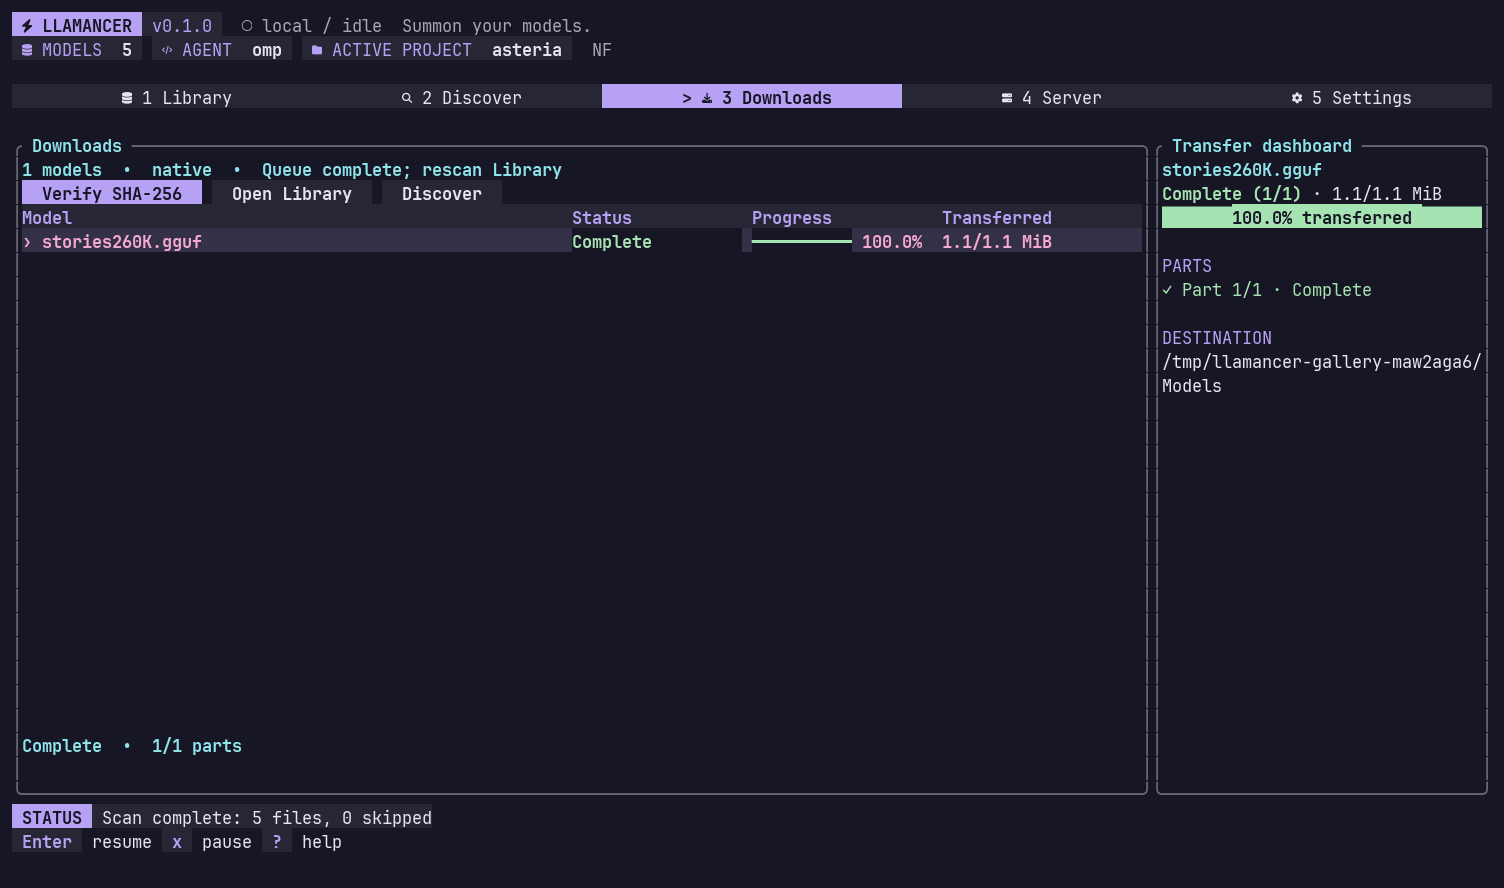 LLAMANCER v0.1.0 local / idle Summon your models.
MODELS 5 AGENT omp ACTIVE PROJECT asteria NF
1 Library 2 Discover > 3 Downloads 4 Server 5 Settings
Downloads
1 models • native • Queue complete; rescan Library
Verify SHA-256 Open Library Discover
Model Status Progress Transferred
› stories260K.gguf Complete 100.0% 1.1/1.1 MiB
Complete • 1/1 parts
Transfer dashboard
stories260K.gguf
Complete (1/1) · 1.1/1.1 MiB
100.0% transferred
PARTS
✓ Part 1/1 · Complete
DESTINATION
/tmp/llamancer-gallery-maw2aga6/
Models
STATUS Scan complete: 5 files, 0 skipped
Enter resume x pause ? help